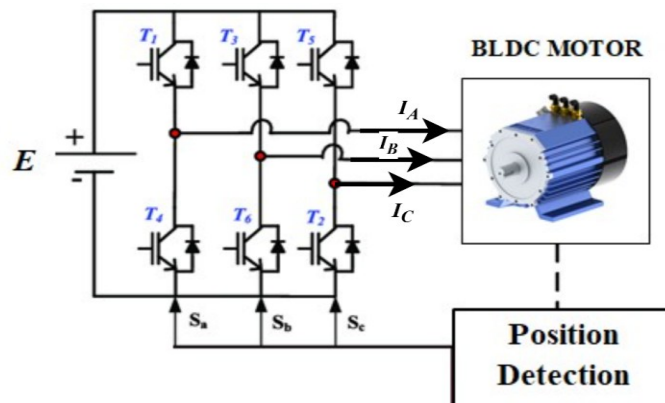 T1 T3 T5
BLDC MOTOR
IA
IB
IC
+
E
-
T4 T6 T2
Sa Sb Sc
Position
Detection